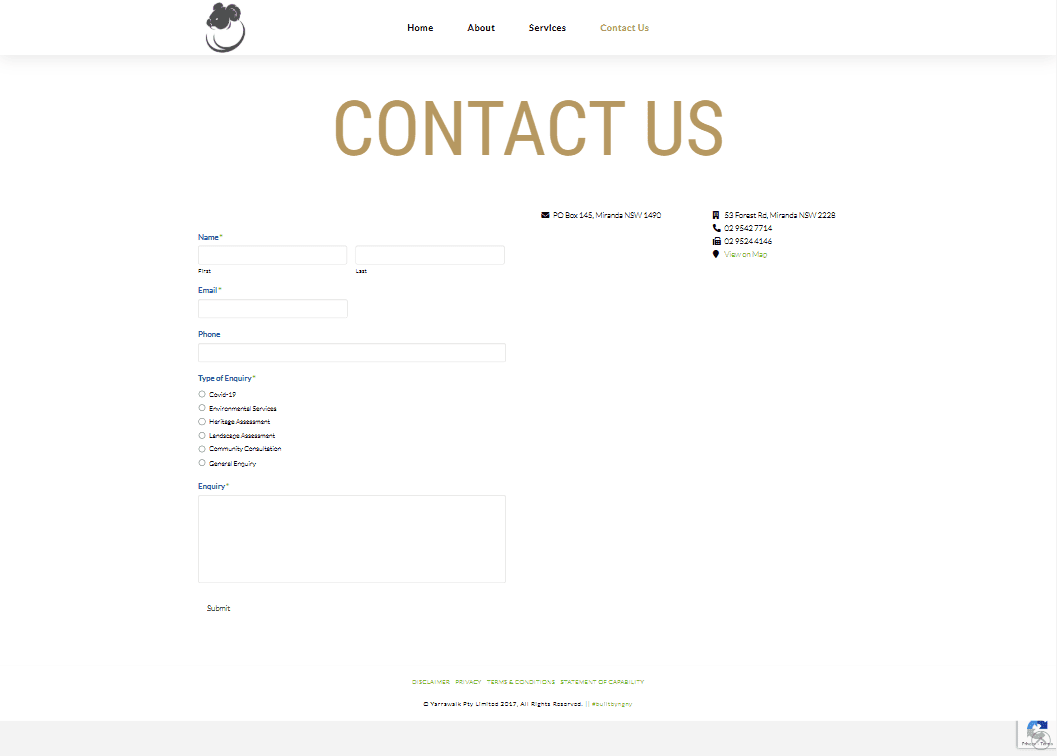 Home About Services Contact Us
CONTACT US
PO Box 145, Miranda NSW 1490
53 Forest Rd, Miranda NSW 2228
02 9542 7714
02 9524 4146
View on Map
Name*
First Last
Email*
Phone
Type of Enquiry*
Covid-19
Environmental Services
Heritage Assessment
Landscape Assessment
Community Consultation
General Enquiry
Enquiry*
Submit
DISCLAIMER PRIVACY TERMS & CONDITIONS STATEMENT OF CAPABILITY
© Yarrawalk Pty Limited 2017, All Rights Reserved. || #builtbyngny